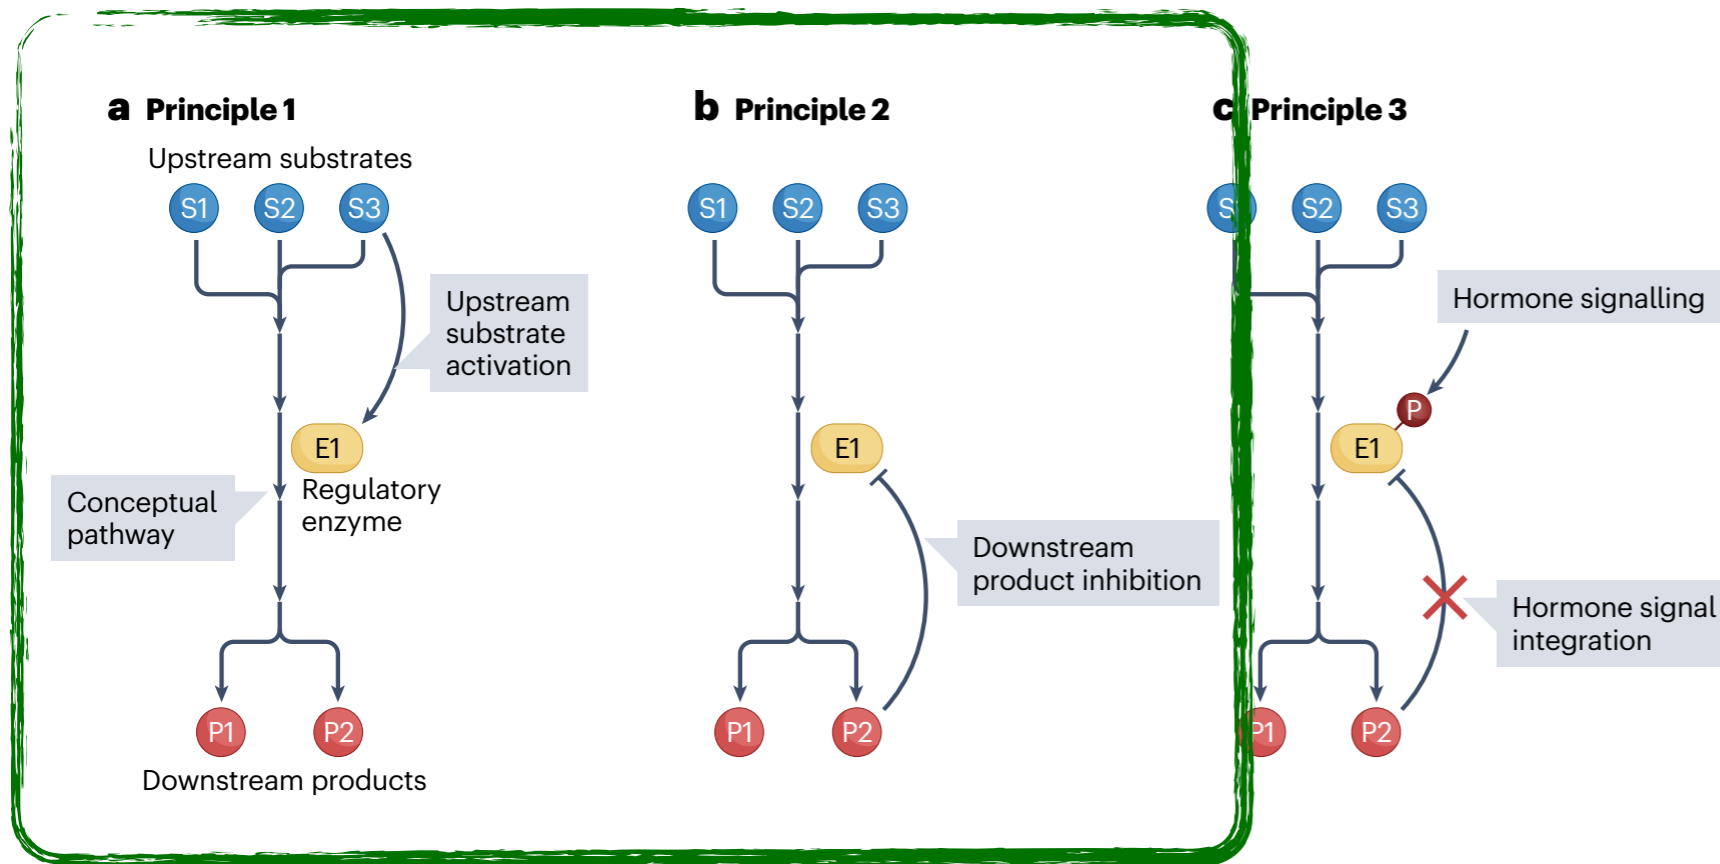 a Principle 1
Upstream substrates
S1 S2 S3
Upstream
substrate
activation
E1
Regulatory
enzyme
Conceptual
pathway
P1 P2
Downstream products
b Principle 2
S1 S2 S3
E1
Downstream
product inhibition
P1 P2
c Principle 3
S2 S3
Hormone signalling
P
E1
Hormone signal
integration
P1 P2